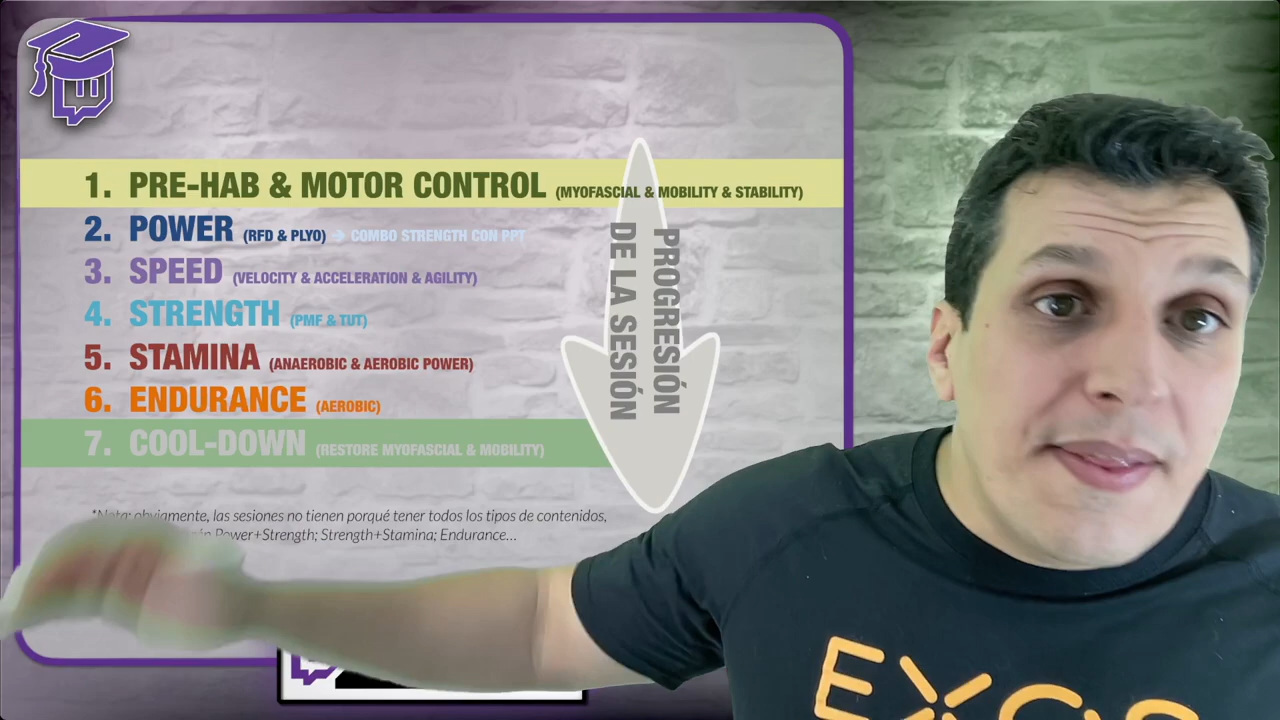 1. PRE-HAB & MOTOR CONTROL (MYOFASCIAL & MOBILITY & STABILITY)
2. POWER (RFD & PLYO) → COMBO STRENGTH CON PPT
3. SPEED (VELOCITY & ACCELERATION & AGILITY)
4. STRENGTH (PMF & TUT)
5. STAMINA (ANAEROBIC & AEROBIC POWER)
6. ENDURANCE (AEROBIC)
7. COOL-DOWN (RESTORE MYOFASCIAL & MOBILITY)
PROGRESIÓN
DE LA SESIÓN
*Nota: obviamente, las sesiones no tienen porqué tener todos los tipos de contenidos,
Power+Strength; Strength+Stamina; Endurance...